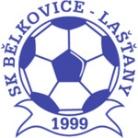 SK BĚLKOVICE - LAŠŤANY
1999